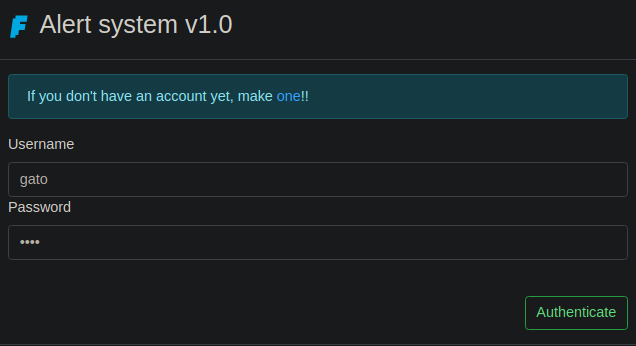 Alert system v1.0
If you don't have an account yet, make one!!
Username
gato
Password
••••
Authenticate